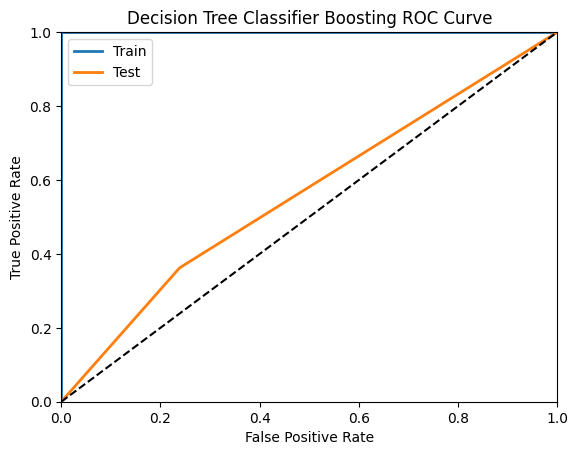 Decision Tree Classifier Boosting ROC Curve
Train
Test
True Positive Rate
1.0
0.8
0.6
0.4
0.2
0.0
0.0 0.2 0.4 0.6 0.8 1.0
False Positive Rate